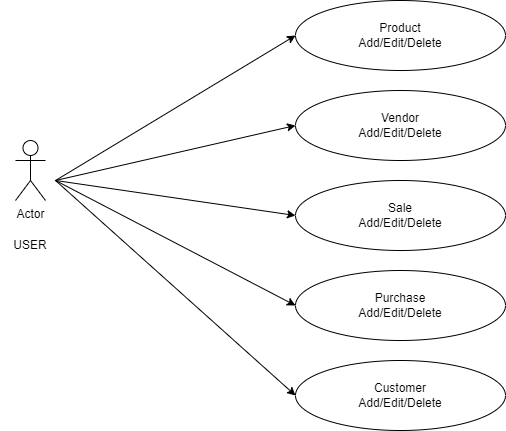 Product
Add/Edit/Delete
Vendor
Add/Edit/Delete
Actor
USER
Sale
Add/Edit/Delete
Purchase
Add/Edit/Delete
Customer
Add/Edit/Delete